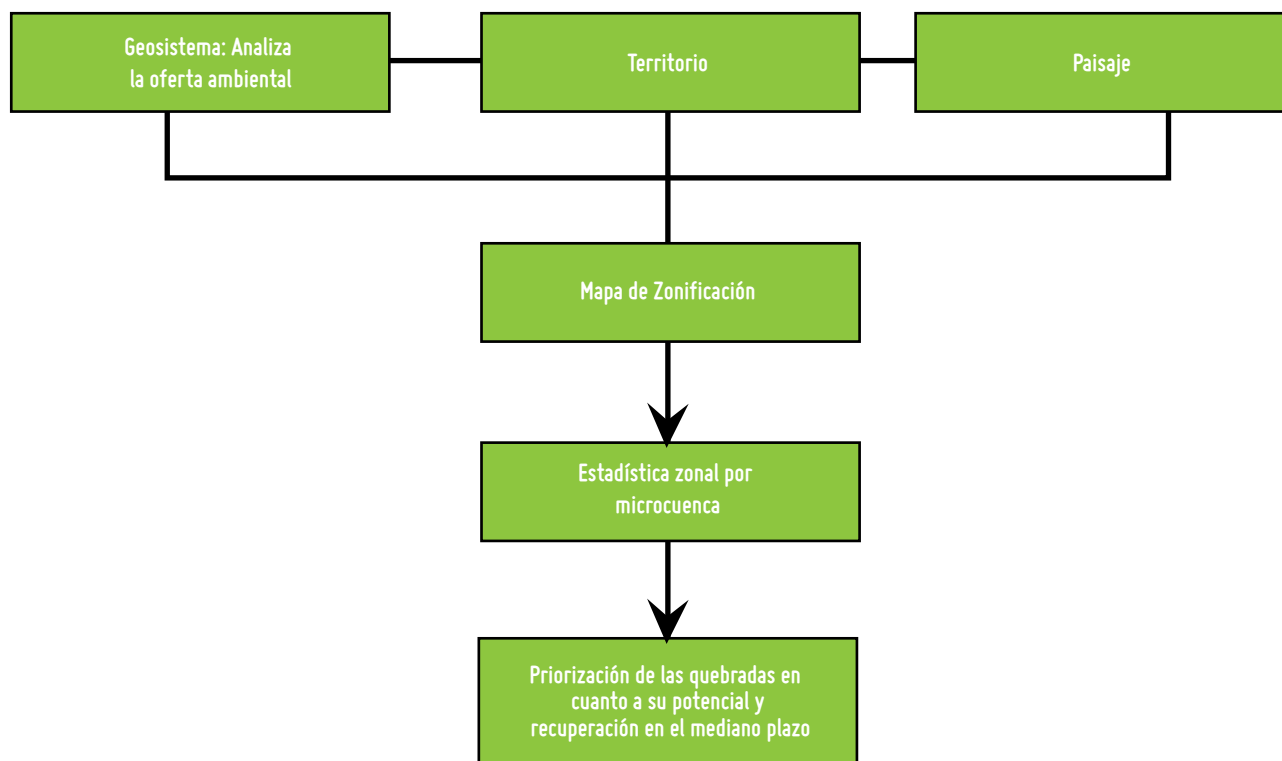 Geosistema: Analiza
la oferta ambiental
Territorio
Paisaje
Mapa de Zonificación
Estadística zonal por
microcuenca
Priorización de las quebradas en
cuanto a su potencial y
recuperación en el mediano plazo